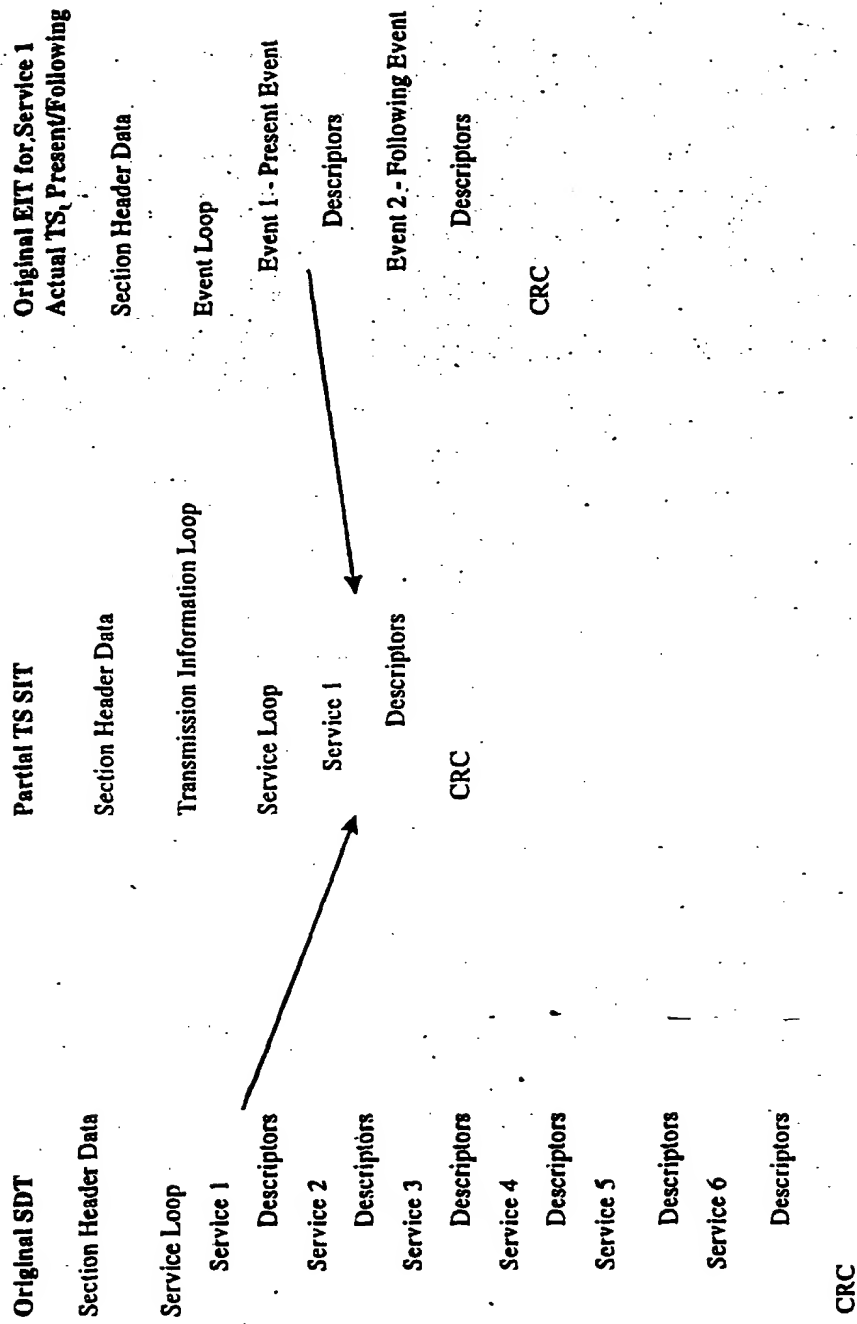 Original SDT
Section Header Data
Service Loop
Service 1
Descriptors
Service 2
Descriptors
Service 3
Descriptors
Service 4
Descriptors
Service 5
Descriptors
Service 6
Descriptors
CRC
Partial TS SIT
Section Header Data
Transmission Information Loop
Service Loop
Service 1
Descriptors
CRC
Original EIT for Service 1
Actual TS, Present/Following
Section Header Data
Event Loop
Event 1 - Present Event
Descriptors
Event 2 - Following Event
Descriptors
CRC